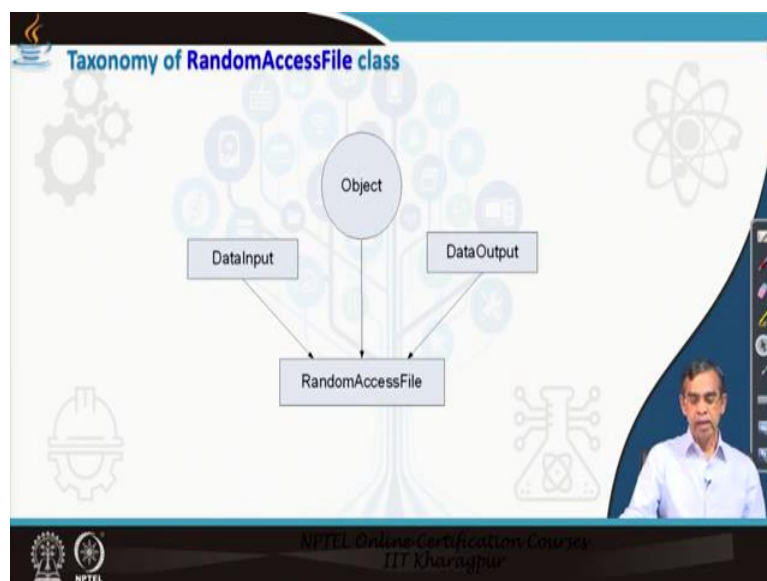 Taxonomy of RandomAccessFile class
Object
DataInput
DataOutput
RandomAccessFile
NPTEL Online Certification Courses
IIT Kharagpur
NPTEL